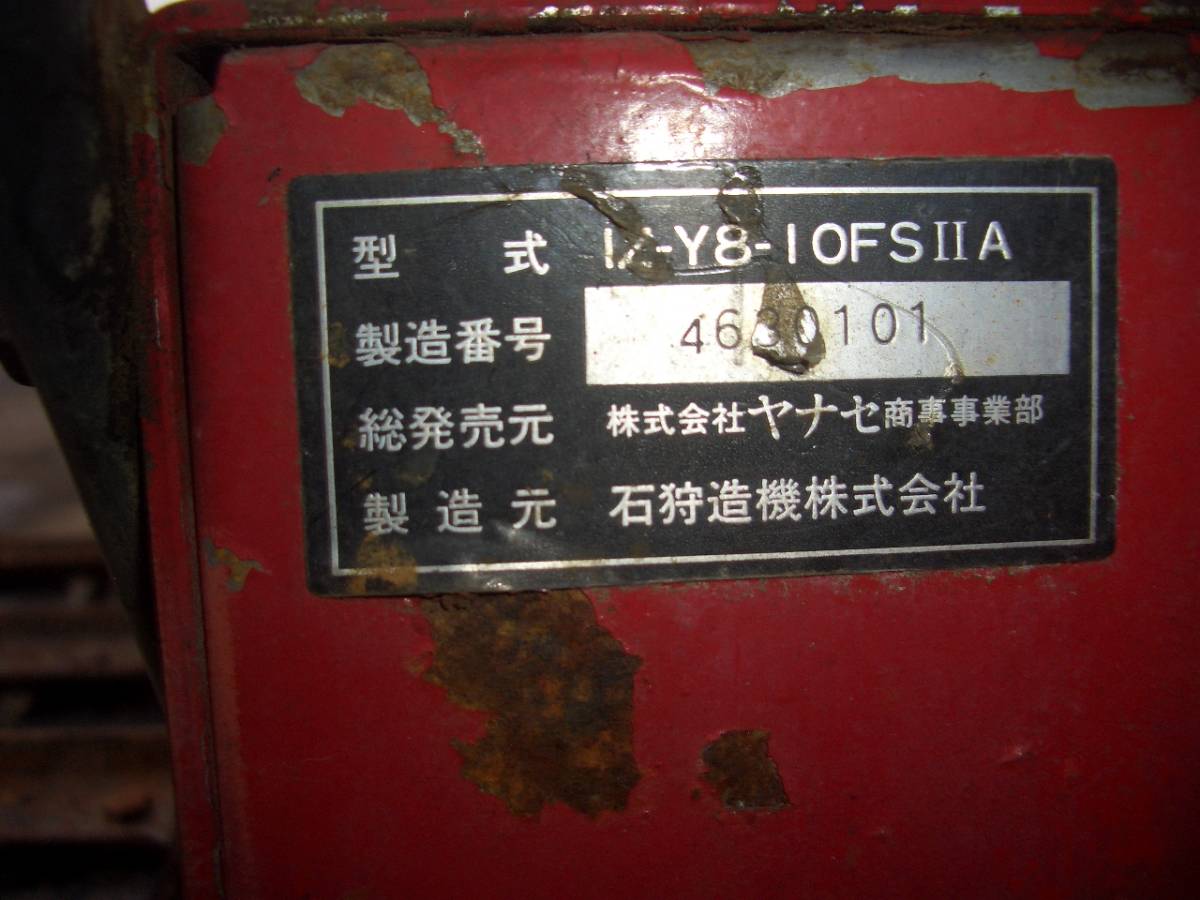 型 式 -Y8-10FSⅡA
製造番号 4630101
総発売元 株式会社ヤナセ商事事業部
製造元 石狩造機株式会社